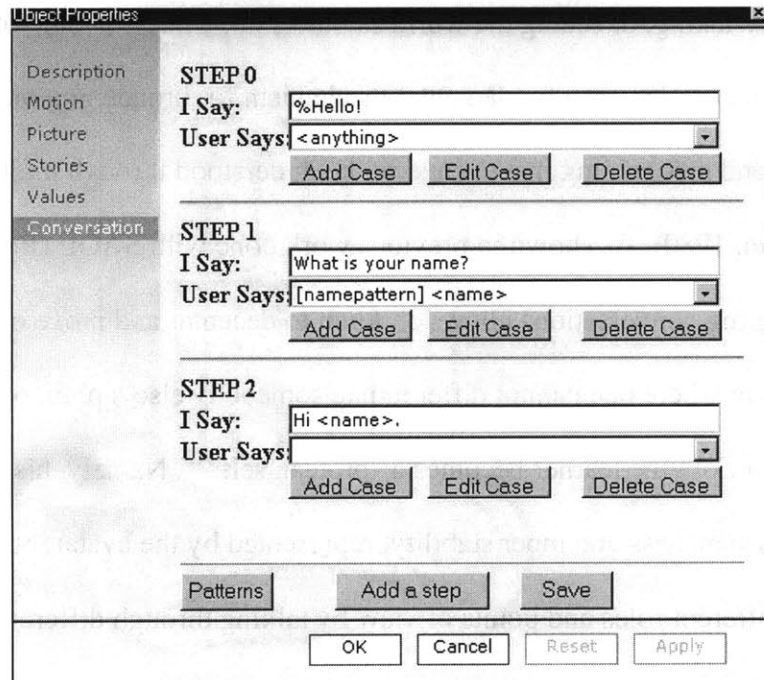 Object Properties
Description
Motion
Picture
Stories
Values
Conversation
STEP 0
I Say: %Hello!
User Says: <anything>
Add Case Edit Case Delete Case
STEP 1
I Say: What is your name?
User Says: [namepattern] <name>
Add Case Edit Case Delete Case
STEP 2
I Say: Hi <name>.
User Says:
Add Case Edit Case Delete Case
Patterns Add a step Save
OK Cancel Reset Apply